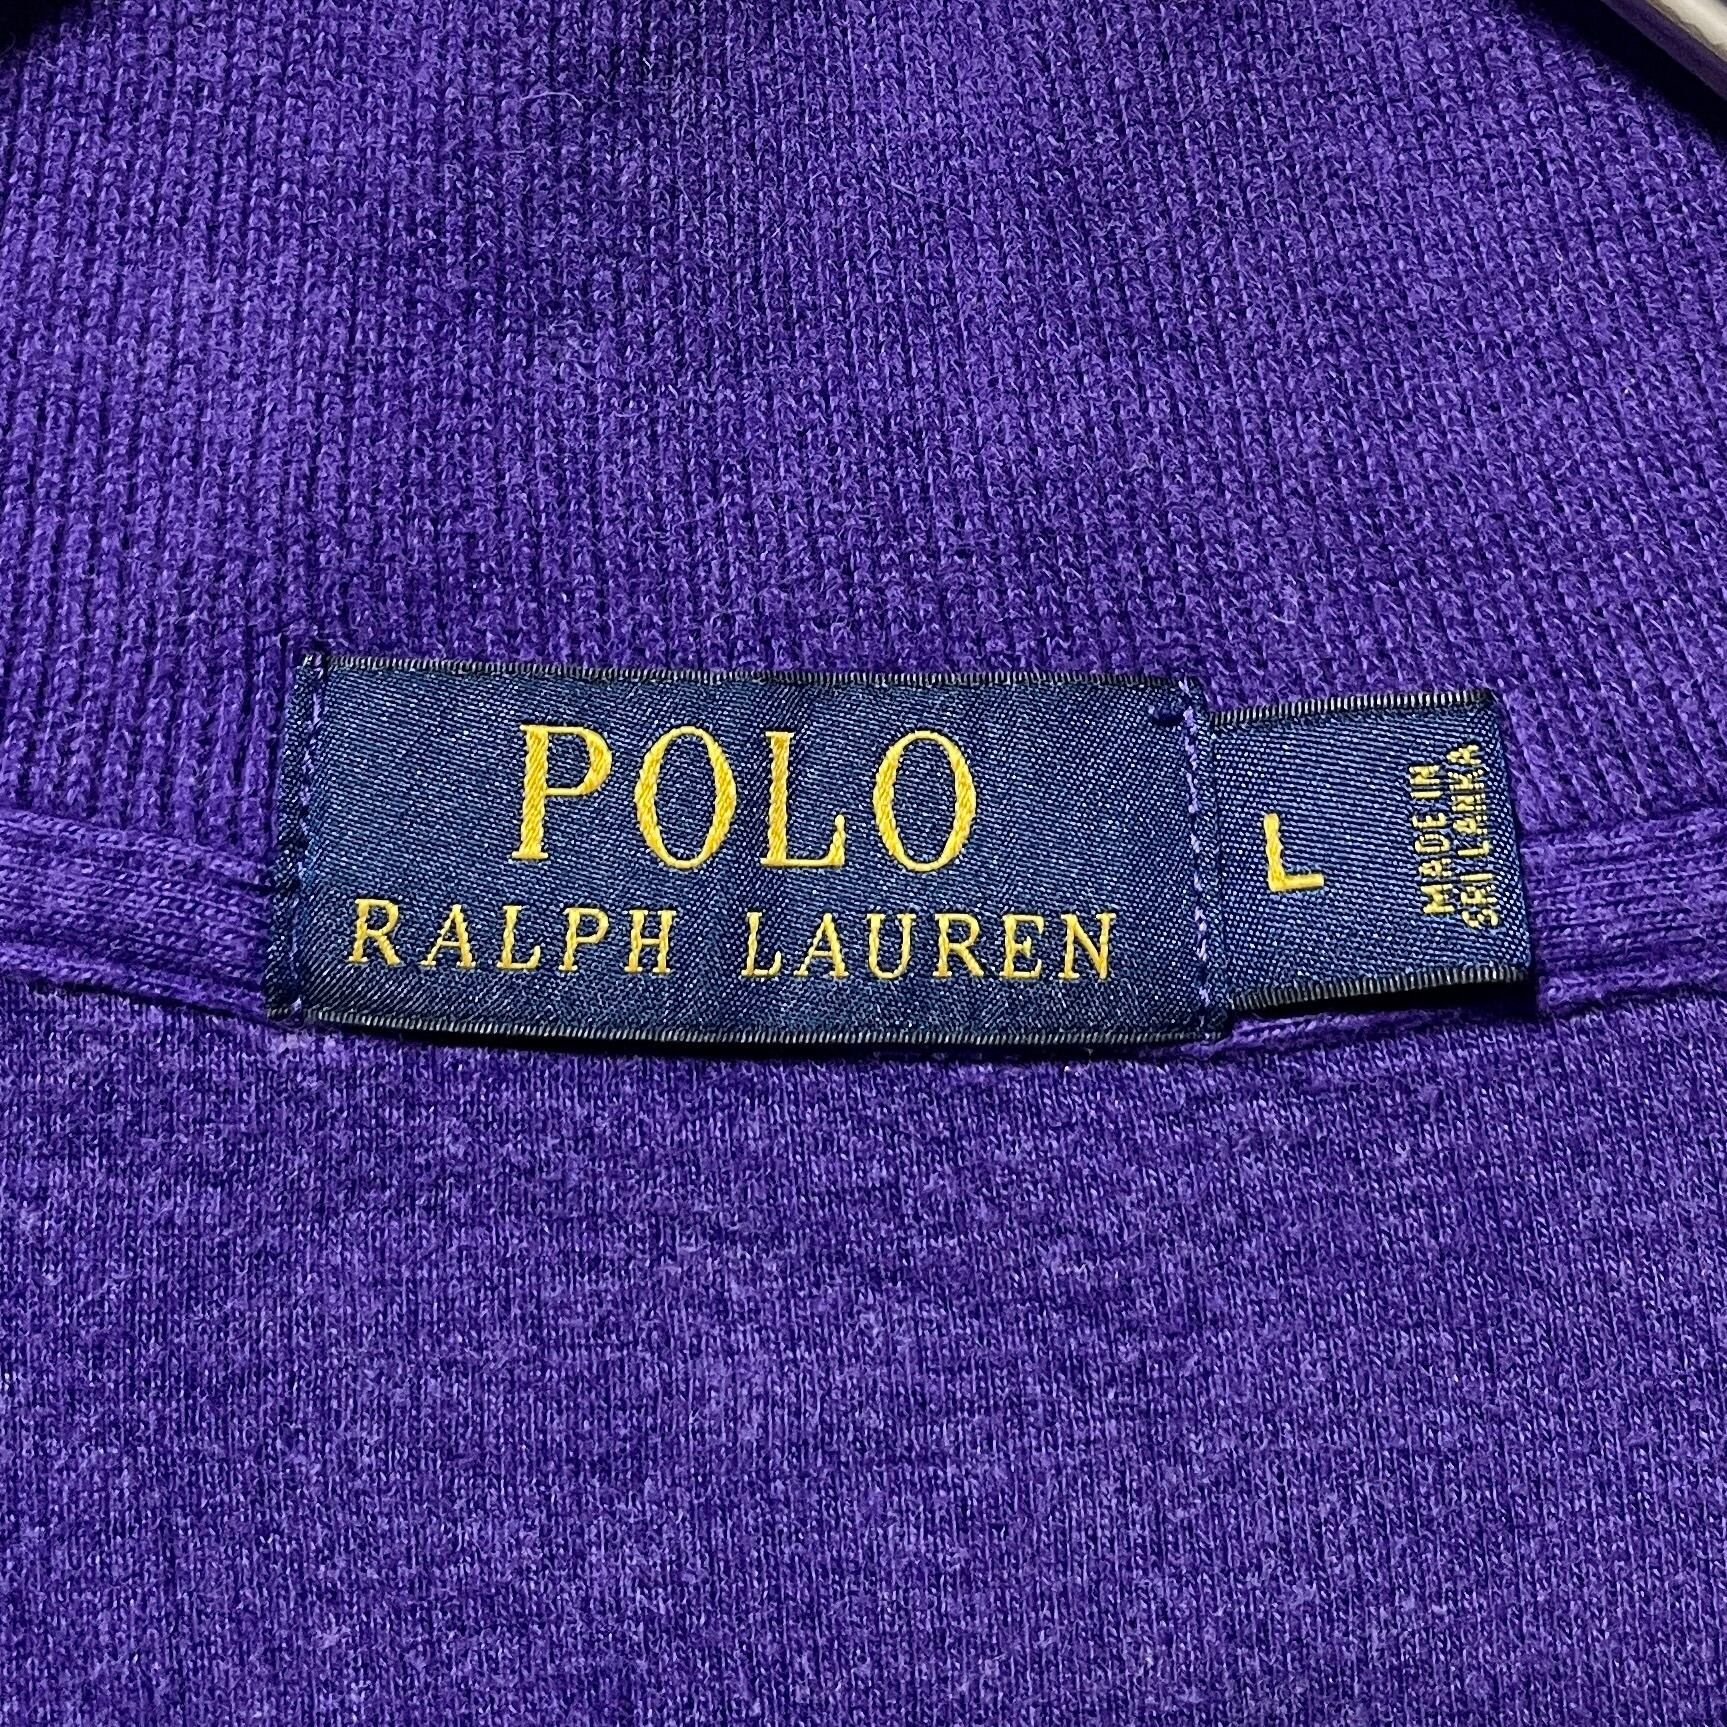 POLO
RALPH LAUREN
L
MADE IN
SRI LANKA